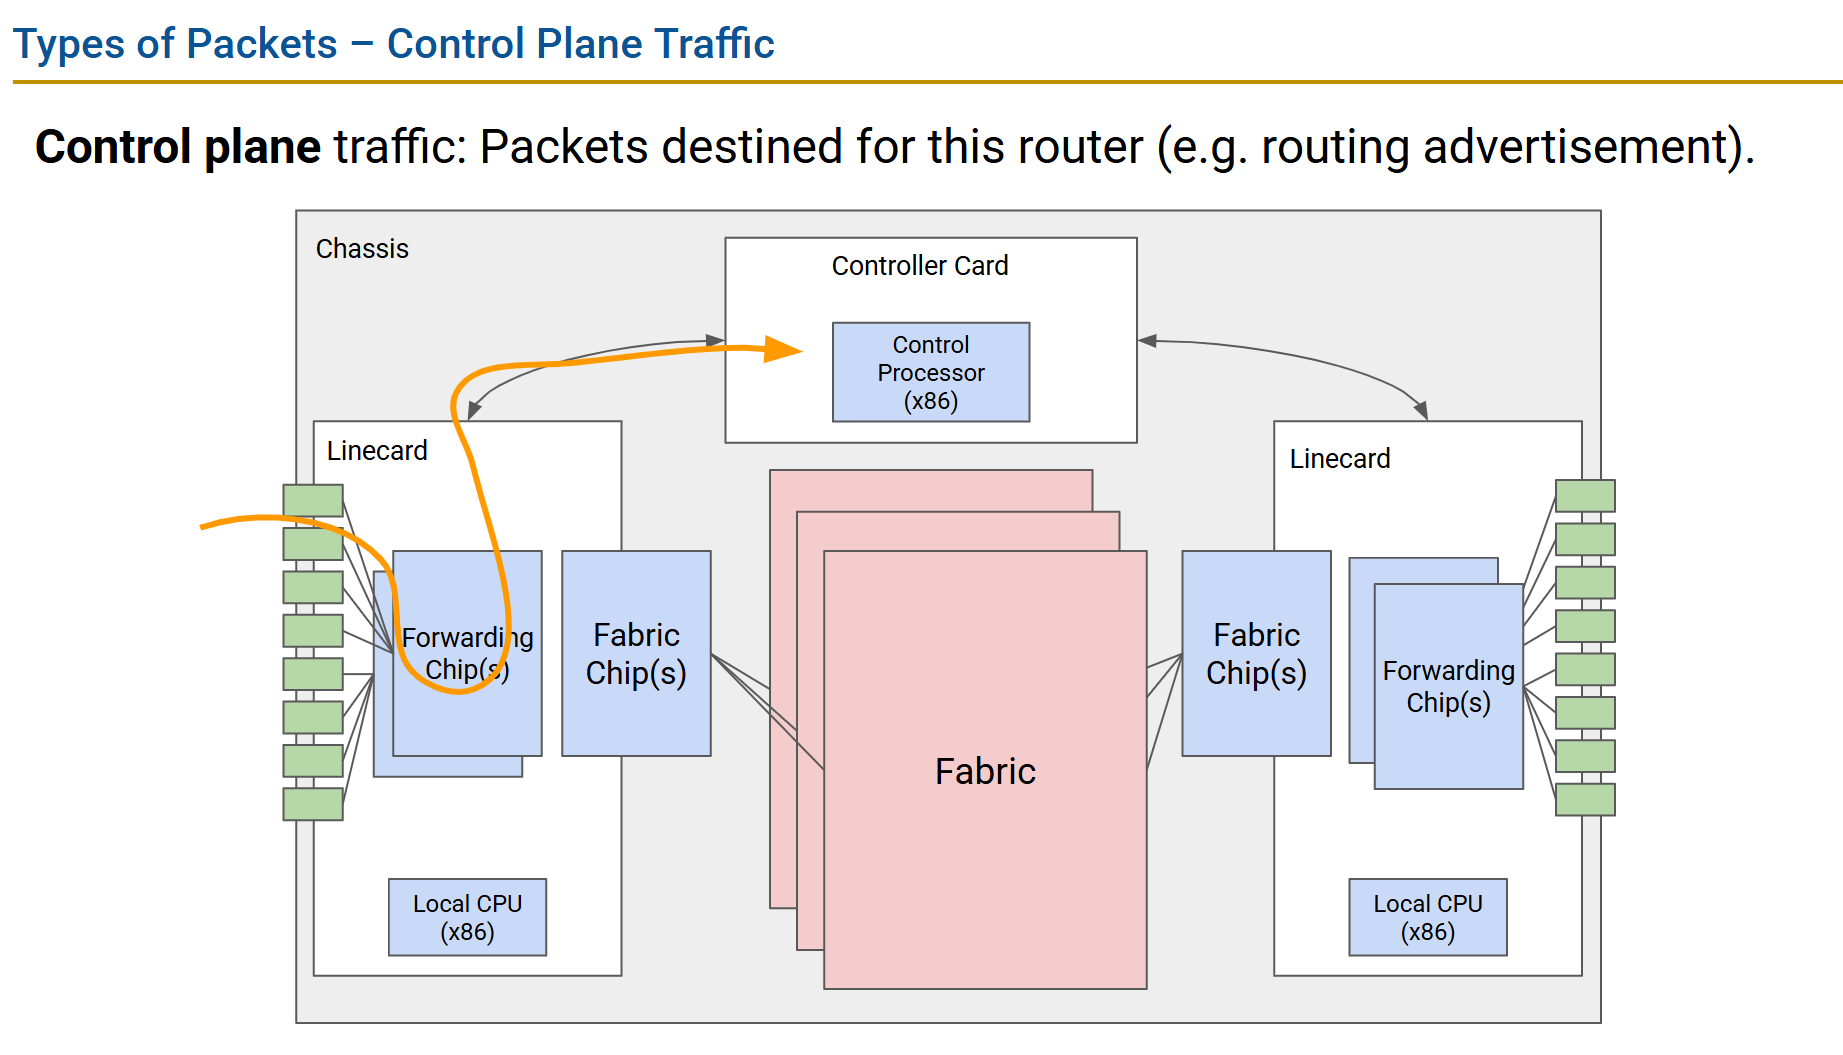 Types of Packets – Control Plane Traffic
Control plane traffic: Packets destined for this router (e.g. routing advertisement).
Chassis
Controller Card
Control
Processor
(x86)
Linecard
Linecard
Forwarding
Chip(s)
Fabric
Chip(s)
Fabric
Fabric
Chip(s)
Forwarding
Chip(s)
Local CPU
(x86)
Local CPU
(x86)